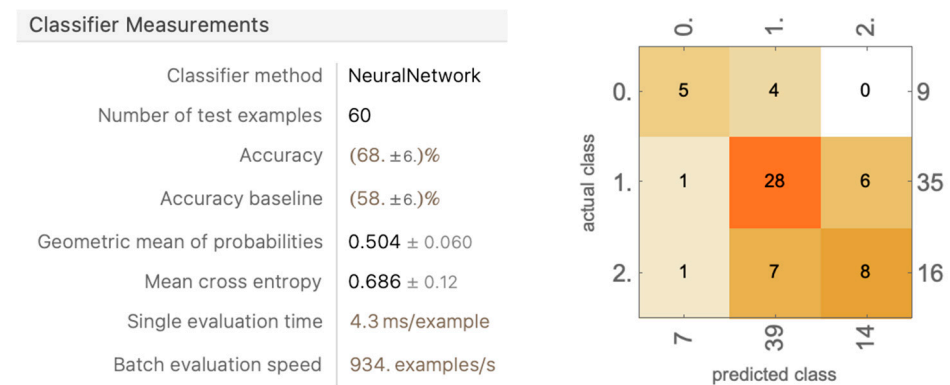 Classifier Measurements
Classifier method NeuralNetwork
Number of test examples 60
Accuracy (68. ±6.)%
Accuracy baseline (58. ±6.)%
Geometric mean of probabilities 0.504 ± 0.060
Mean cross entropy 0.686 ± 0.12
Single evaluation time 4.3 ms/example
Batch evaluation speed 934. examples/s
0. 1. 2.
0. 5 4 0 9
1. 1 28 6 35
2. 1 7 8 16
7 39 14
actual class
predicted class